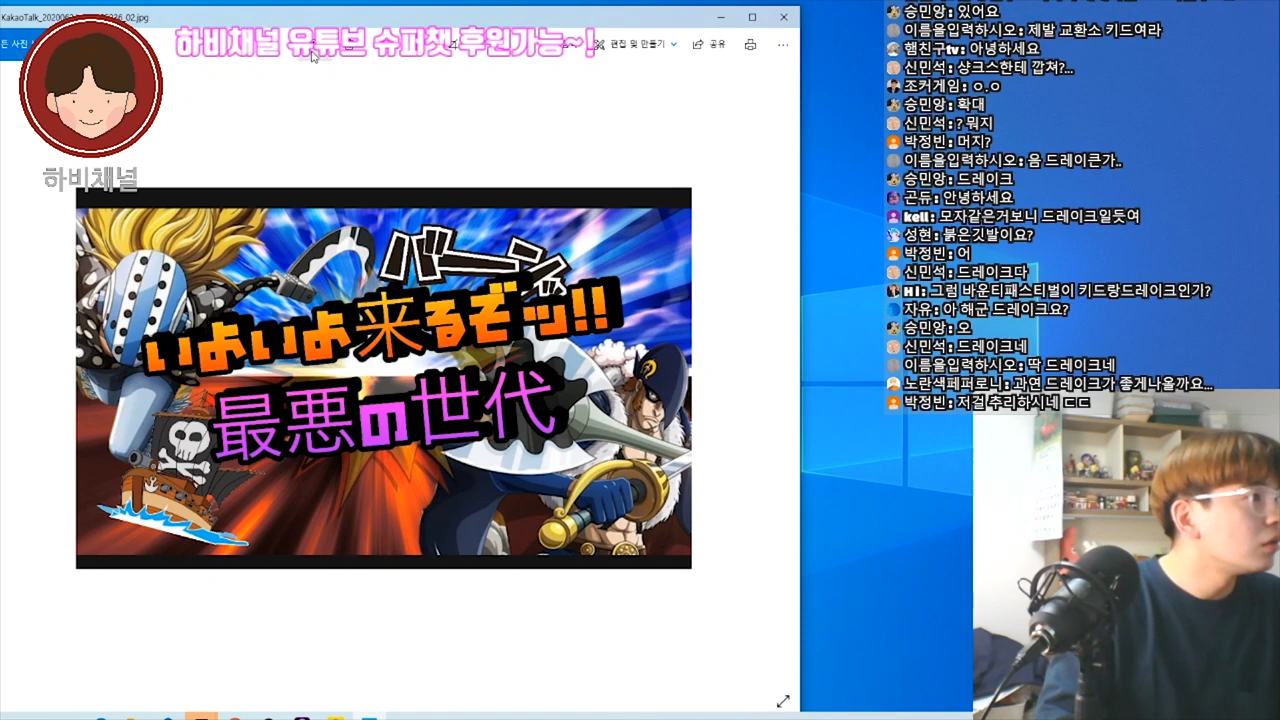 하비채널 유튜브 슈퍼챗 후원가능~!
편집 및 만들기
공유
하비채널
バーーン
いよいよ来るぞッ!!
最悪の世代
승민앙: 있어요
이름을입력하시오: 제발 교환소 키드여라
햄친구tv: 아녕하세요
신민석: 샹크스한테 깝쳐?...
조커게임: ㅇ.ㅇ
승민앙: 확대
신민석: ? 뭐지
박정빈: 머지?
이름을입력하시오: 음 드레이큰가..
승민앙: 드레이크
곤듀: 안녕하세요
kell: 모자같은거보니 드레이크일듯여
성현: 붉은깃발이요?
박정빈: 어
신민석: 드레이크다
H I: 그럼 바운티패스티벌이 키드랑드레이크인기?
자유: 아 해군 드레이크요?
승민앙: 오
신민석: 드레이크네
이름을입력하시오: 딱 드레이크네
노란색페퍼로니: 과연 드레이크가 좋게나올까요...
박정빈: 저걸 추리하시네 ㄷㄷ